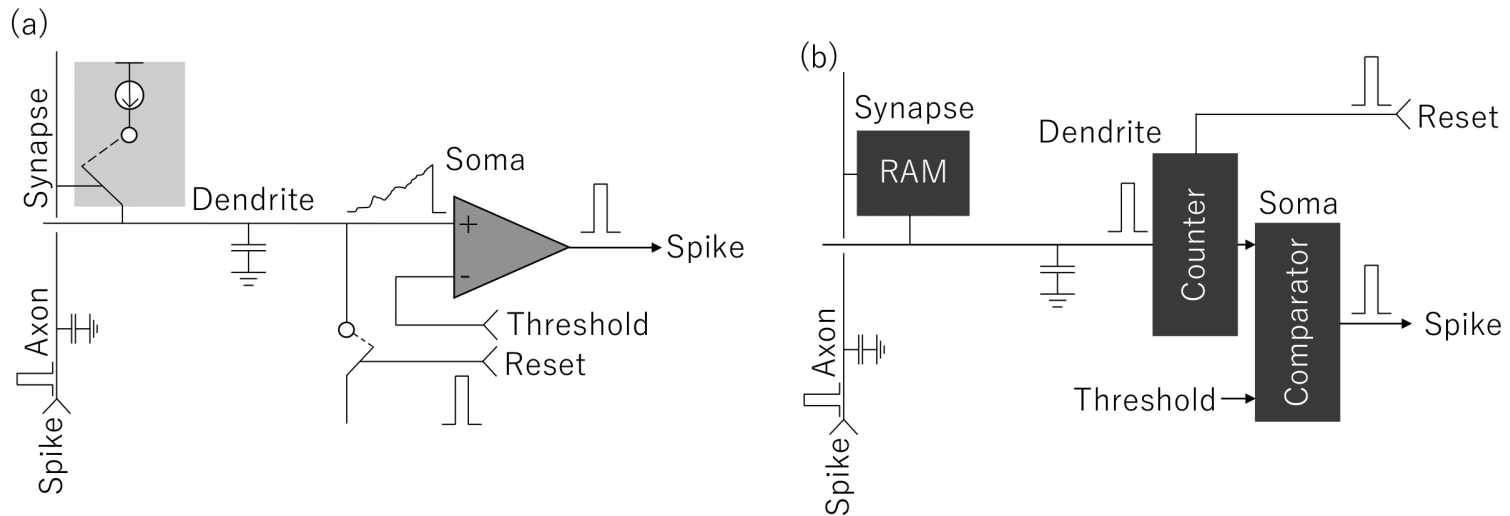 (a)
Synapse
Dendrite
Soma
+
-
Spike
Threshold
Reset
Axon
Spike
(b)
Synapse
RAM
Dendrite
Counter
Reset
Soma
Comparator
Spike
Threshold
Axon
Spike